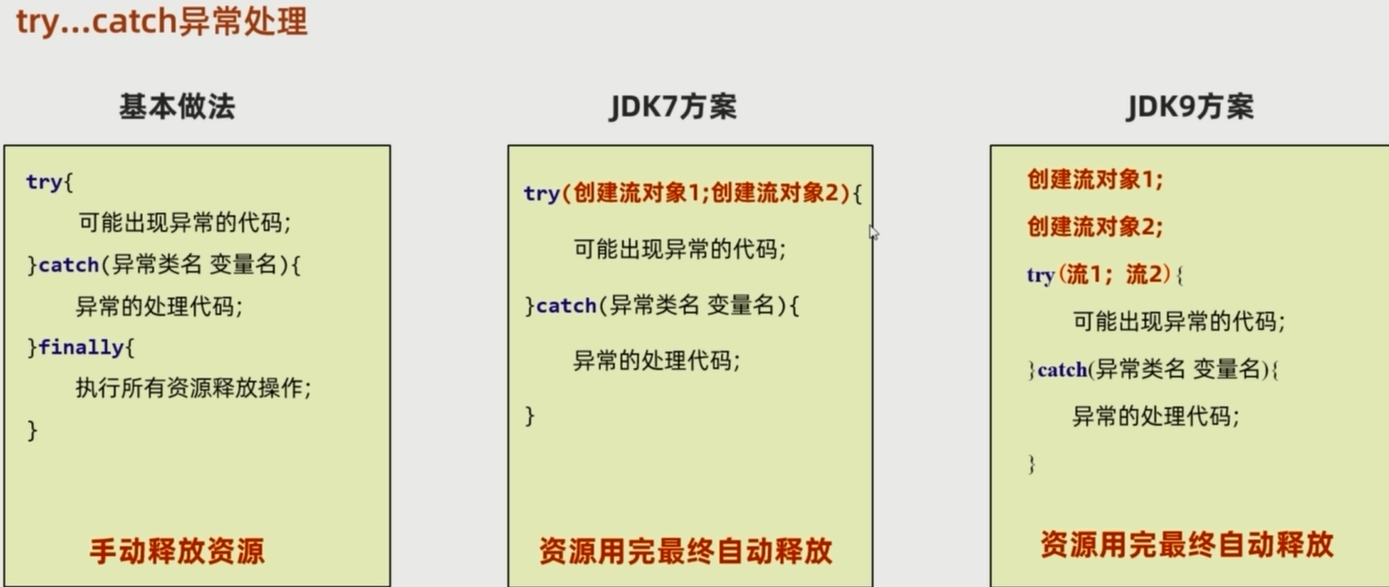 try...catch异常处理
基本做法
try{
可能出现异常的代码;
}catch(异常类名 变量名){
异常的处理代码;
}finally{
执行所有资源释放操作;
}
手动释放资源
JDK7方案
try(创建流对象1;创建流对象2){
可能出现异常的代码;
}catch(异常类名 变量名){
异常的处理代码;
}
资源用完最终自动释放
JDK9方案
创建流对象1;
创建流对象2;
try(流1；流2){
可能出现异常的代码;
}catch(异常类名 变量名){
异常的处理代码;
}
资源用完最终自动释放